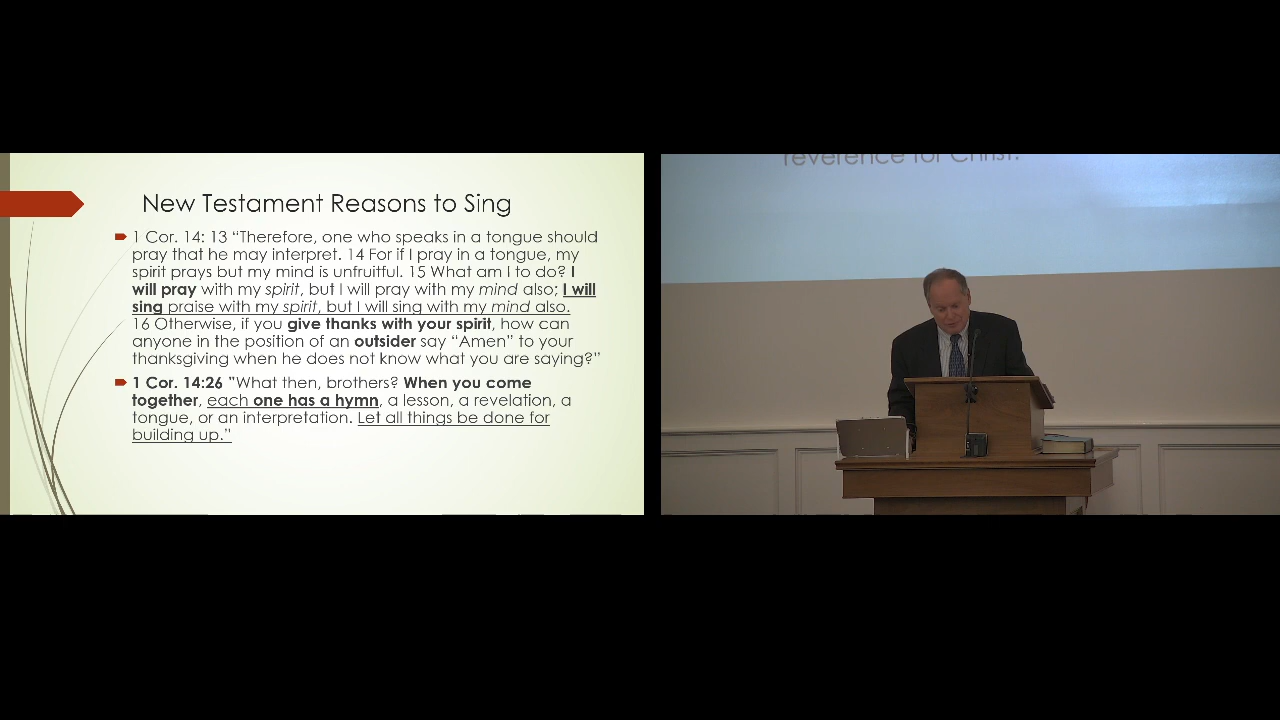 New Testament Reasons to Sing
1 Cor. 14: 13 “Therefore, one who speaks in a tongue should
pray that he may interpret. 14 For if I pray in a tongue, my
spirit prays but my mind is unfruitful. 15 What am I to do? I
will pray with my spirit, but I will pray with my mind also; I will
sing praise with my spirit, but I will sing with my mind also.
16 Otherwise, if you give thanks with your spirit, how can
anyone in the position of an outsider say “Amen” to your
thanksgiving when he does not know what you are saying?”
1 Cor. 14:26 ”What then, brothers? When you come
together, each one has a hymn, a lesson, a revelation, a
tongue, or an interpretation. Let all things be done for
building up.”
reverence for Christ.